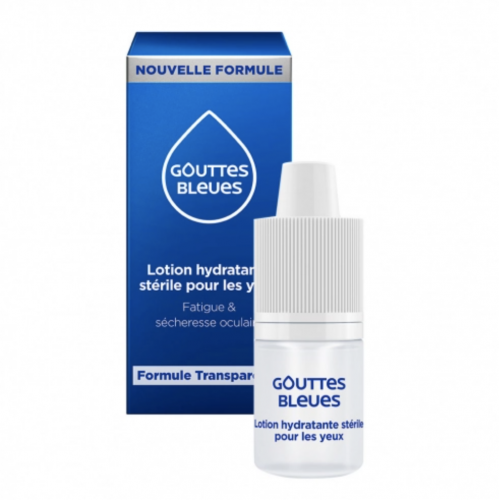 NOUVELLE FORMULE
GOUTTES
BLEUES
Lotion hydratan
stérile pour les y
Fatigue &
sécheresse oculai
Formule Transpar
GOUTTES
BLEUES
Lotion hydratante stérile
pour les yeux